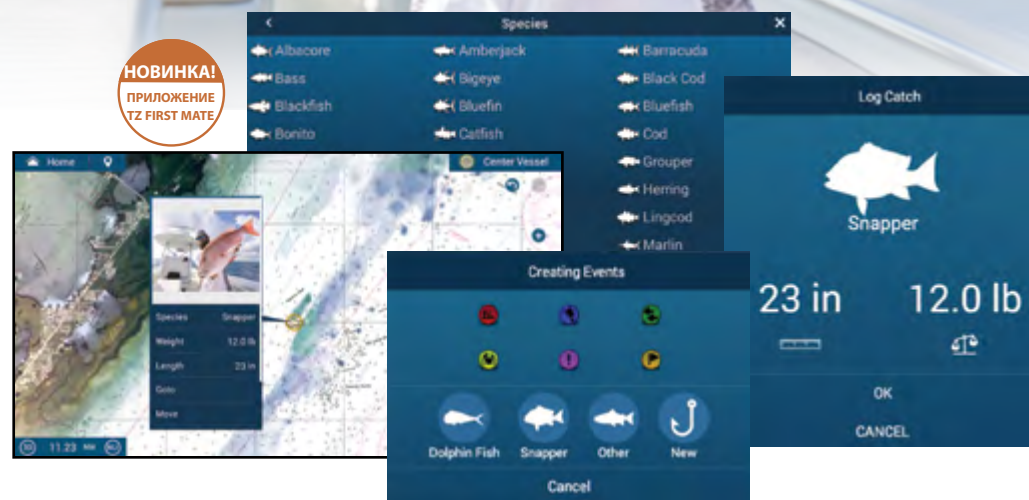 НОВИНКА!
ПРИЛОЖЕНИЕ
TZ FIRST MATE
Species
Albacore
Amberjack
Barracuda
Bass
Bigeye
Black Cod
Blackfish
Bluefin
Bluefish
Bonito
Catfish
Cod
Grouper
Herring
Lingcod
Marlin
Home
Center Vessel
Species Snapper
Weight 12.0 lb
Length 23 in
Goto
Move
11.23 NM
Creating Events
Dolphin Fish
Snapper
Other
New
Cancel
Log Catch
Snapper
23 in 12.0 lb
OK
CANCEL